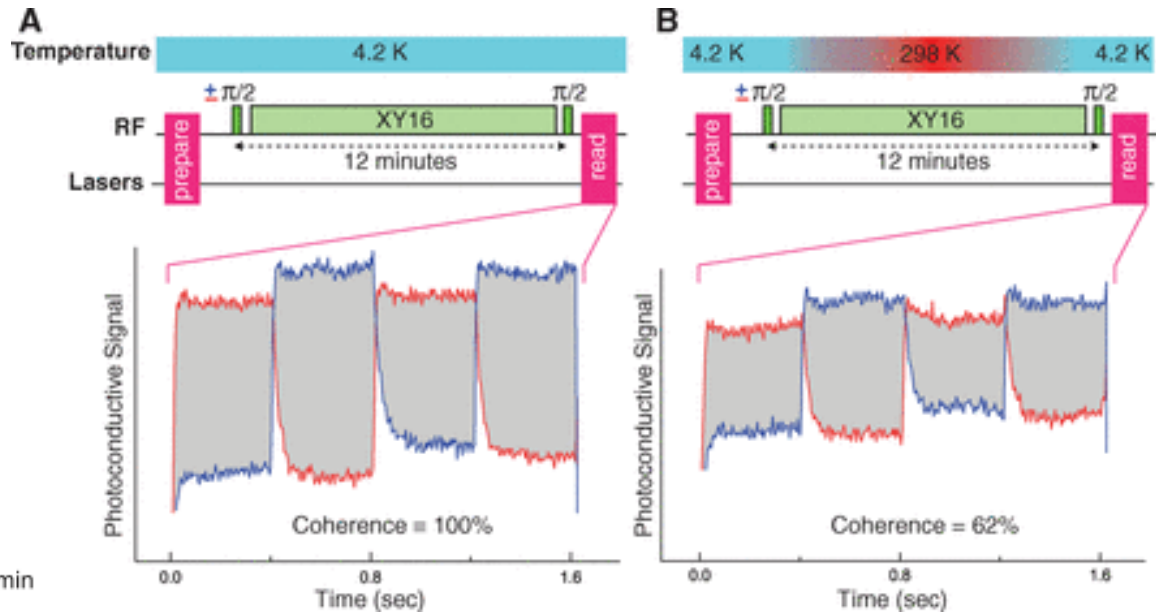 A
B
Temperature
4.2 K
4.2 K
298 K
4.2 K
± π/2
π/2
± π/2
π/2
RF
XY16
XY16
prepare
12 minutes
read
prepare
12 minutes
read
Lasers
Photoconductive Signal
Coherence = 100%
Photoconductive Signal
Coherence = 62%
min
0.0
0.8
1.6
0.0
0.8
1.6
Time (sec)
Time (sec)